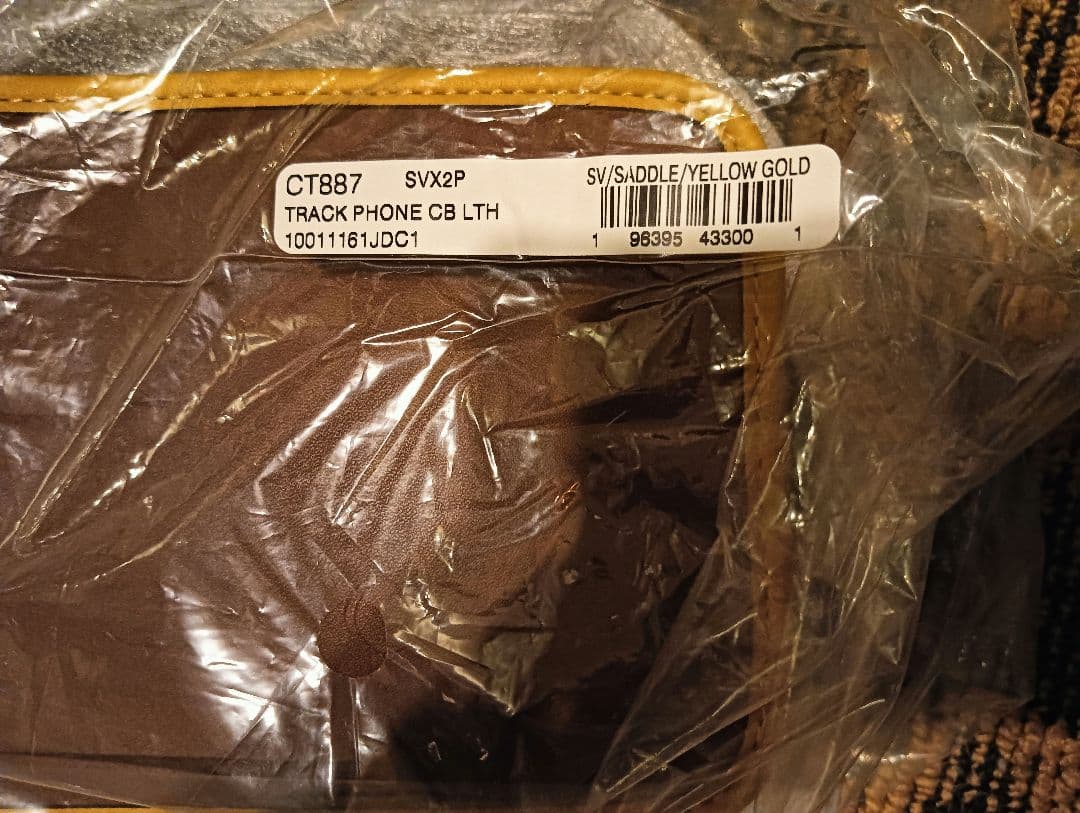 CT887 SVX2P
TRACK PHONE CB LTH
10011161JDC1
SV/SADDLE/YELLOW GOLD
1 96395 43300 1